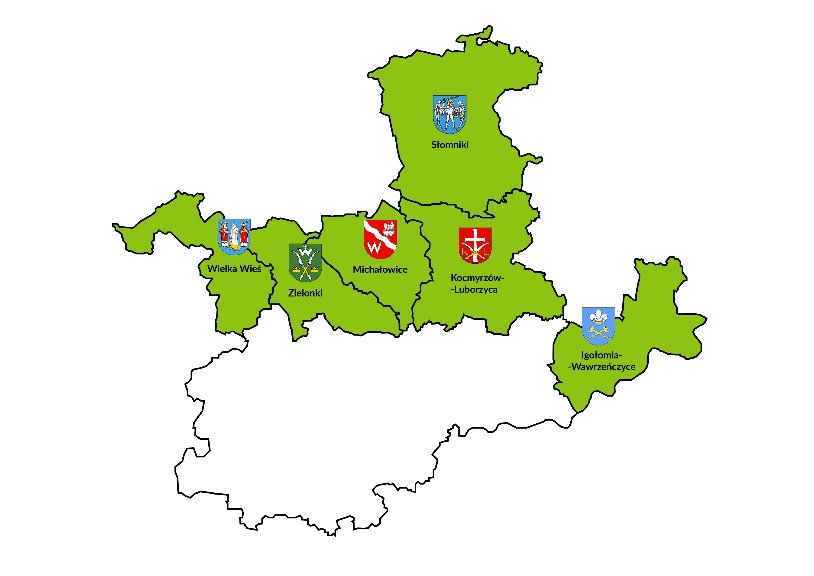 Słomniki
Wielka Wieś
Zielonki
Michałowice
W
Kocmyrzów-
-Luborzyca
Igołomia-
-Wawrzeńczyce